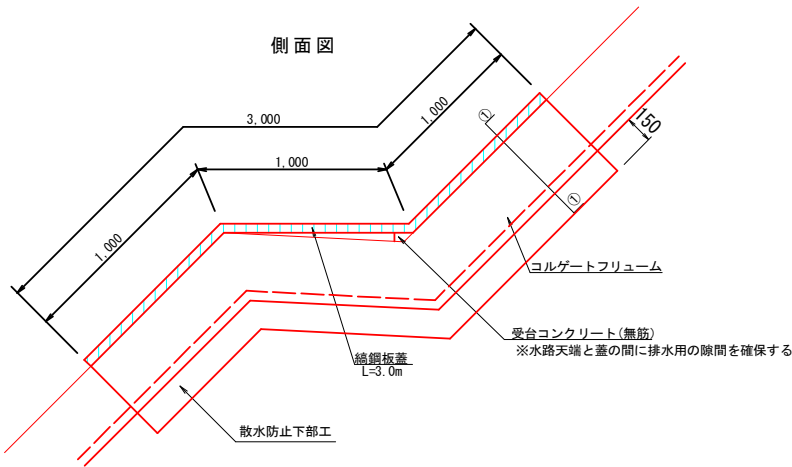 側面図
3,000
1,000
1,000
1,000
①
150
①
コルゲートフリューム
受台コンクリート(無筋)
※水路天端と蓋の間に排水用の隙間を確保する
縞鋼板蓋
L=3.0m
散水防止下部工